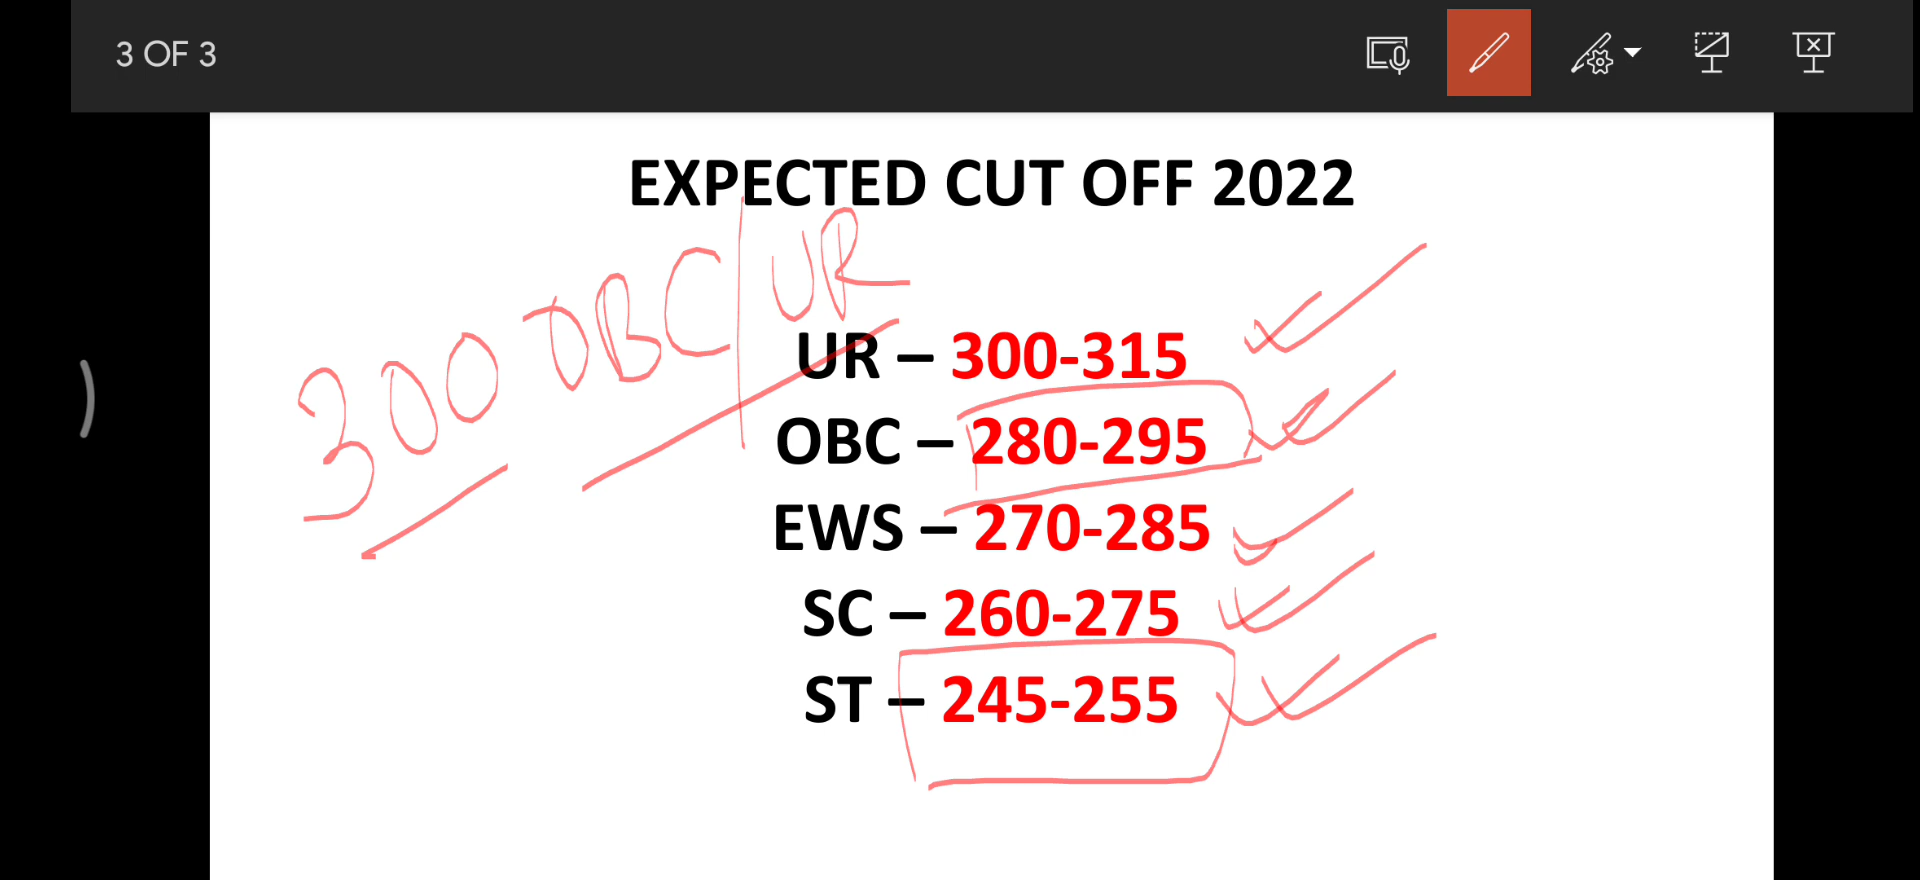 3 OF 3
EXPECTED CUT OFF 2022
300 OBC/UR
UR – 300-315
OBC – 280-295
EWS – 270-285
SC – 260-275
ST – 245-255